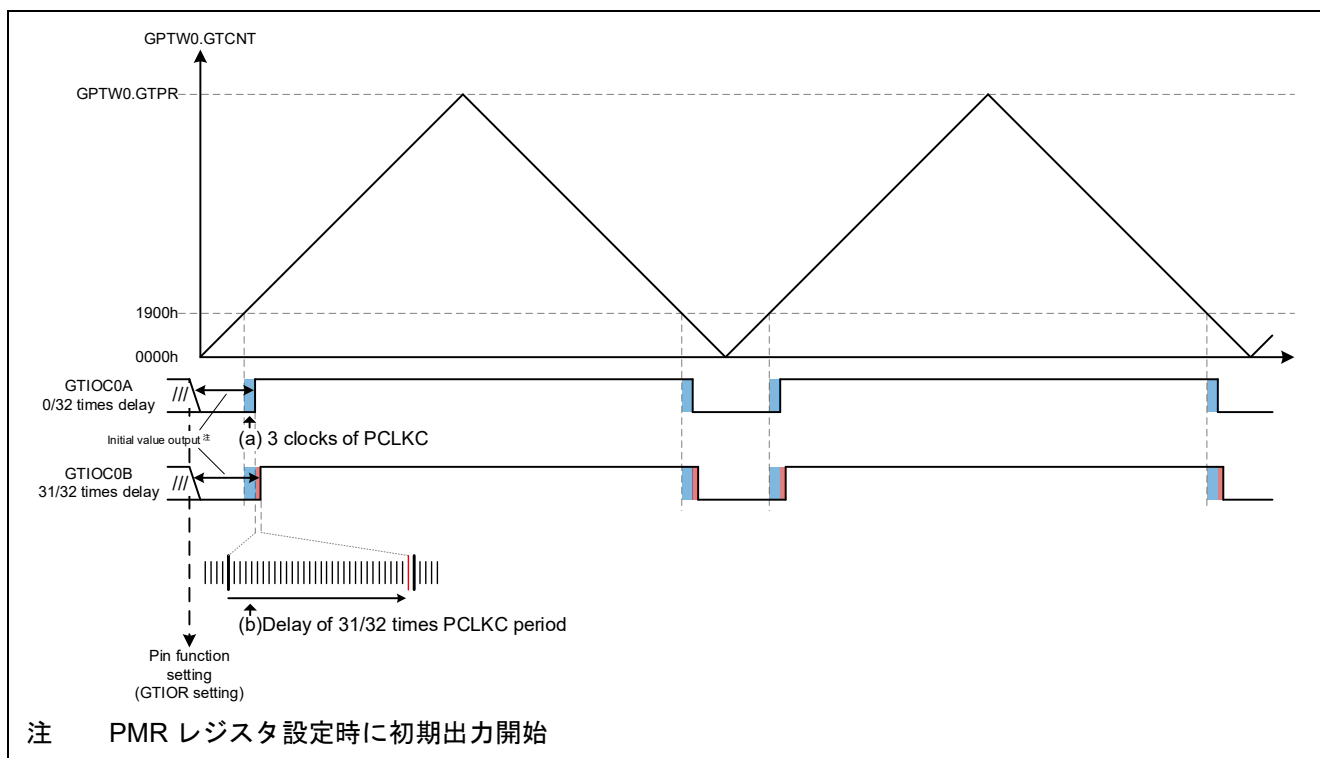 GPTW0.GTCNT
GPTW0.GTPR
1900h
0000h
GTIOC0A
0/32 times delay
Initial value output 注
(a) 3 clocks of PCLKC
GTIOC0B
31/32 times delay
(b)Delay of 31/32 times PCLKC period
Pin function
setting
(GTIOR setting)
注 PMR レジスタ設定時に初期出力開始